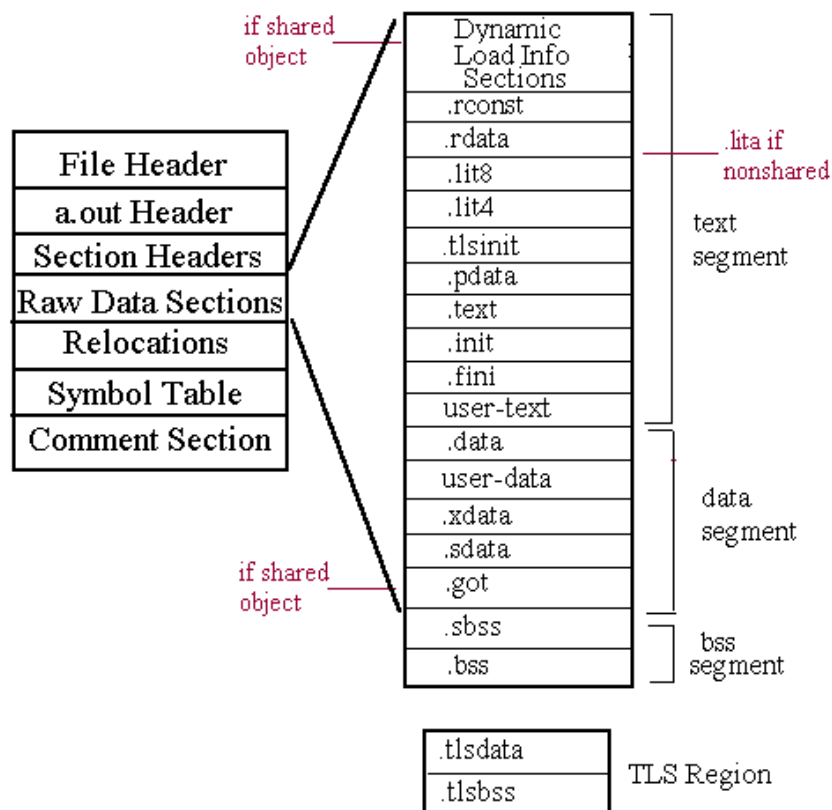 if shared
object
File Header
a.out Header
Section Headers
Raw Data Sections
Relocations
Symbol Table
Comment Section
if shared
object
Dynamic
Load Info
Sections
.rconst
.rdata
.lit8
.lit4
.tlsinit
.pdata
.text
.init
.fini
user-text
.data
user-data
.xdata
.sdata
.got
.sbss
.bss
.lita if
nonshared
text
segment
data
segment
bss
segment
.tlsdata
.tlsbss
TLS Region